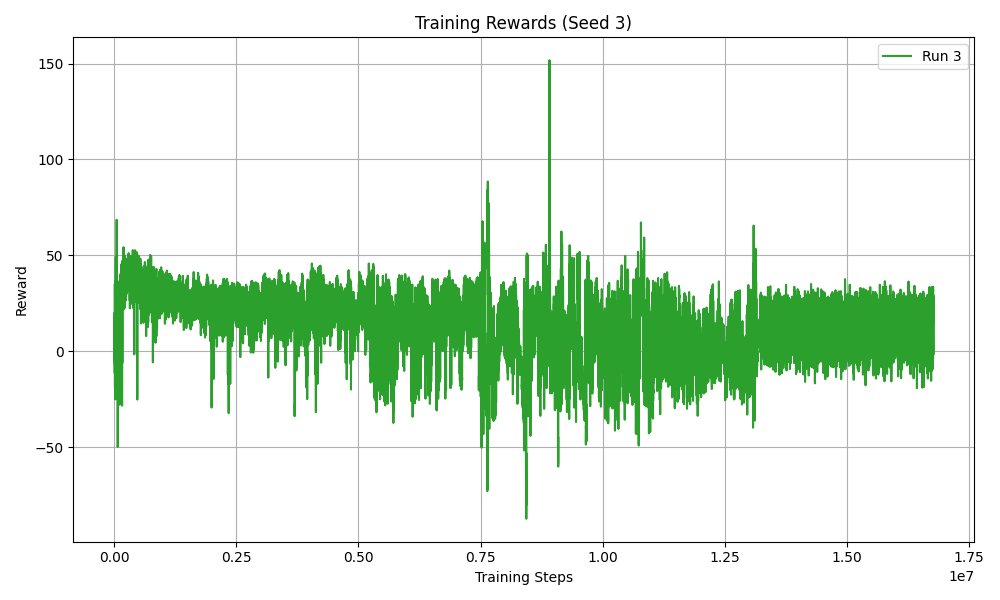 Training Rewards (Seed 3)
Run 3
Reward
150
100
50
0
−50
0.00 0.25 0.50 0.75 1.00 1.25 1.50 1.75
1e7
Training Steps